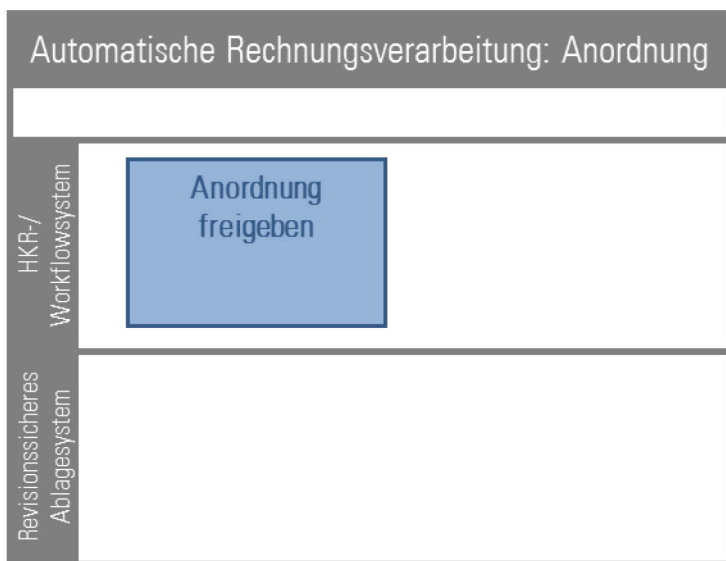 Automatische Rechnungsverarbeitung: Anordnung
HKR-/
Workflowsystem
Anordnung
freigeben
Revisionssicheres
Ablagesystem